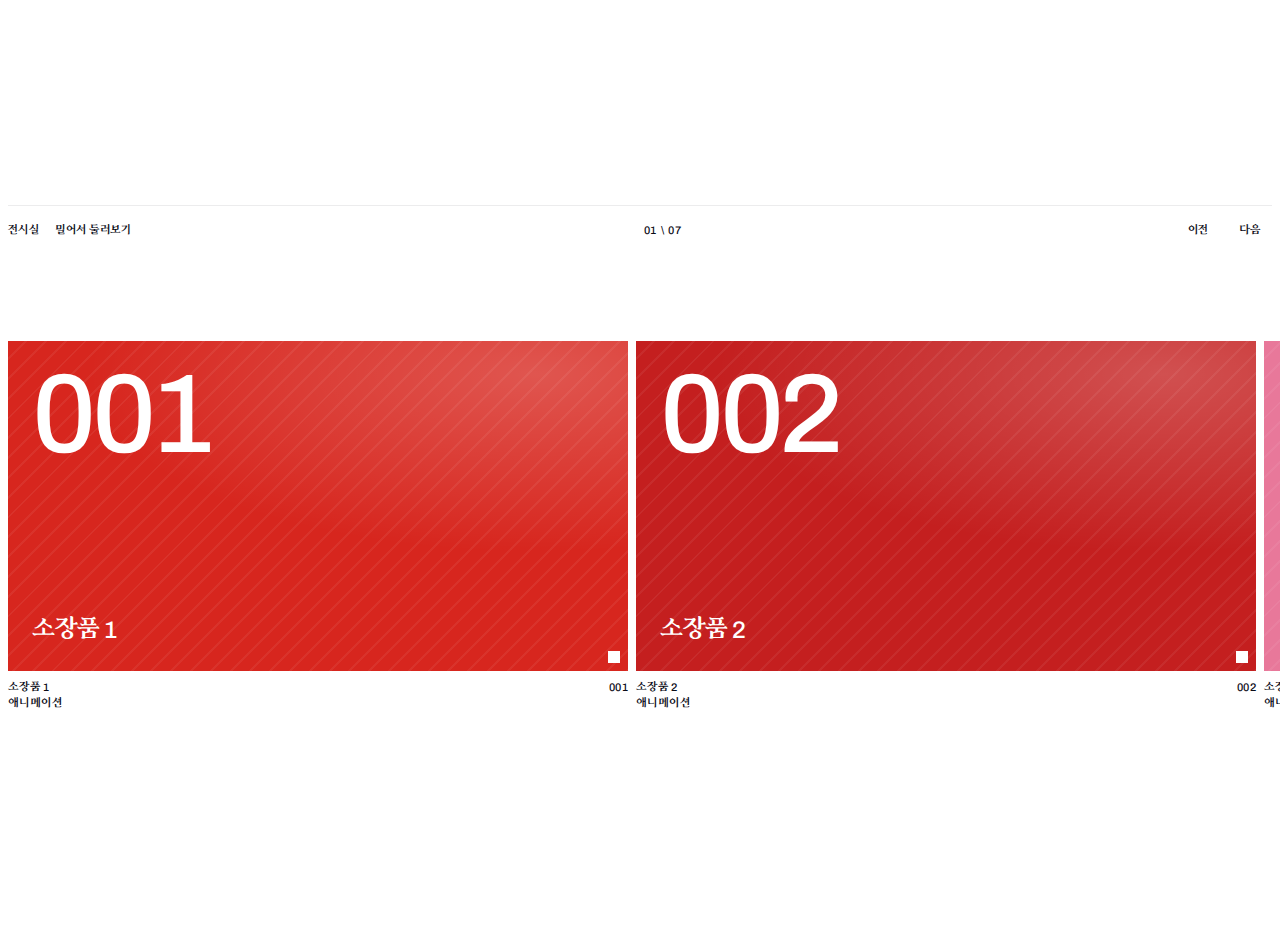 전시실 밀어서 둘러보기 01 \ 07 이전 다음
001
소장품 1
002
소장품 2
소장품 1 001
애니메이션
소장품 2 002
애니메이션